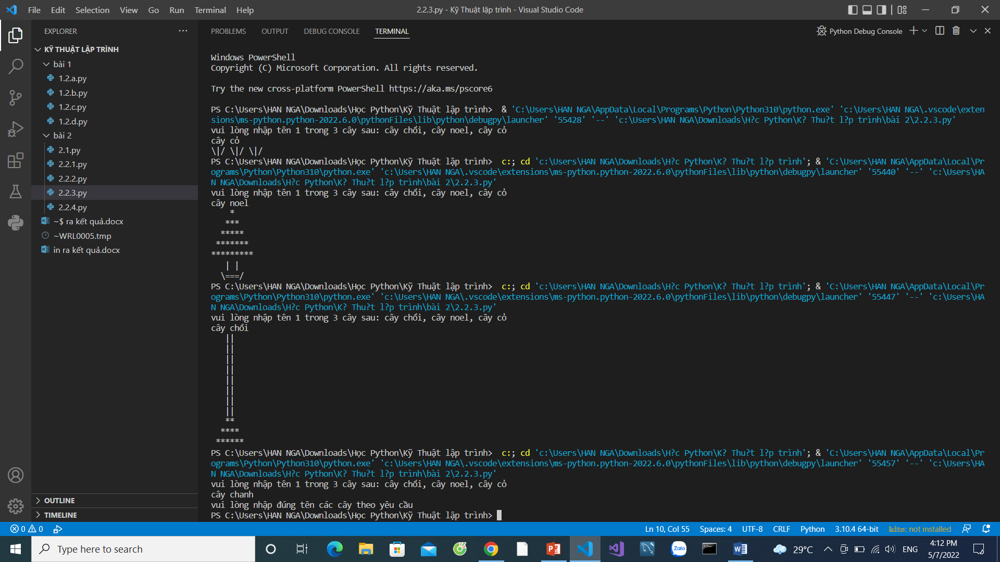 File Edit Selection View Go Run Terminal Help
2.2.3.py - Kỹ Thuật lập trình - Visual Studio Code
EXPLORER
KỸ THUẬT LẬP TRÌNH
bài 1
1.2.a.py
1.2.b.py
1.2.c.py
1.2.d.py
bài 2
2.1.py
2.2.1.py
2.2.2.py
2.2.3.py
2.2.4.py
~$ ra kết quả.docx
~WRL0005.tmp
in ra kết quả.docx
OUTLINE
TIMELINE
PROBLEMS OUTPUT DEBUG CONSOLE TERMINAL
Python Debug Console
Windows PowerShell
Copyright (C) Microsoft Corporation. All rights reserved.
Try the new cross-platform PowerShell https://aka.ms/pscore6
PS C:\Users\HAN NGA\Downloads\Học Python\Kỹ Thuật lập trình>  & 'C:\Users\HAN NGA\AppData\Local\Programs\Python\Python310\python.exe' 'c:\Users\HAN NGA\.vscode\exten
sions\ms-python.python-2022.6.0\pythonFiles\lib\python\debugpy\launcher' '55428' '--' 'c:\Users\HAN NGA\Downloads\H?c Python\K? Thu?t l?p trình\bài 2\2.2.3.py'
vui lòng nhập tên 1 trong 3 cây sau: cây chổi, cây noel, cây cỏ
cây cỏ
\|/ \|/ \|/
PS C:\Users\HAN NGA\Downloads\Học Python\Kỹ Thuật lập trình>  c:; cd 'c:\Users\HAN NGA\Downloads\H?c Python\K? Thu?t l?p trình'; & 'C:\Users\HAN NGA\AppData\Local\Pr
ograms\Python\Python310\python.exe' 'c:\Users\HAN NGA\.vscode\extensions\ms-python.python-2022.6.0\pythonFiles\lib\python\debugpy\launcher' '55440' '--' 'c:\Users\HA
N NGA\Downloads\H?c Python\K? Thu?t l?p trình\bài 2\2.2.3.py'
vui lòng nhập tên 1 trong 3 cây sau: cây chổi, cây noel, cây cỏ
cây noel
    *
   ***
  *****
 *******
*********
   | |
  \===/
PS C:\Users\HAN NGA\Downloads\Học Python\Kỹ Thuật lập trình>  c:; cd 'c:\Users\HAN NGA\Downloads\H?c Python\K? Thu?t l?p trình'; & 'C:\Users\HAN NGA\AppData\Local\Pr
ograms\Python\Python310\python.exe' 'c:\Users\HAN NGA\.vscode\extensions\ms-python.python-2022.6.0\pythonFiles\lib\python\debugpy\launcher' '55447' '--' 'c:\Users\HA
N NGA\Downloads\H?c Python\K? Thu?t l?p trình\bài 2\2.2.3.py'
vui lòng nhập tên 1 trong 3 cây sau: cây chổi, cây noel, cây cỏ
cây chổi
   ||
   ||
   ||
   ||
   ||
   ||
   ||
   ||
   **
  ****
 ******
PS C:\Users\HAN NGA\Downloads\Học Python\Kỹ Thuật lập trình>  c:; cd 'c:\Users\HAN NGA\Downloads\H?c Python\K? Thu?t l?p trình'; & 'C:\Users\HAN NGA\AppData\Local\Pr
ograms\Python\Python310\python.exe' 'c:\Users\HAN NGA\.vscode\extensions\ms-python.python-2022.6.0\pythonFiles\lib\python\debugpy\launcher' '55457' '--' 'c:\Users\HA
N NGA\Downloads\H?c Python\K? Thu?t l?p trình\bài 2\2.2.3.py'
vui lòng nhập tên 1 trong 3 cây sau: cây chổi, cây noel, cây cỏ
cây chanh
vui lòng nhập đúng tên các cây theo yêu cầu
PS C:\Users\HAN NGA\Downloads\Học Python\Kỹ Thuật lập trình>
0 0
Ln 10, Col 55 Spaces: 4 UTF-8 CRLF Python 3.10.4 64-bit kite: not installed
Type here to search
Zalo
29°C ENG
4:12 PM
5/7/2022